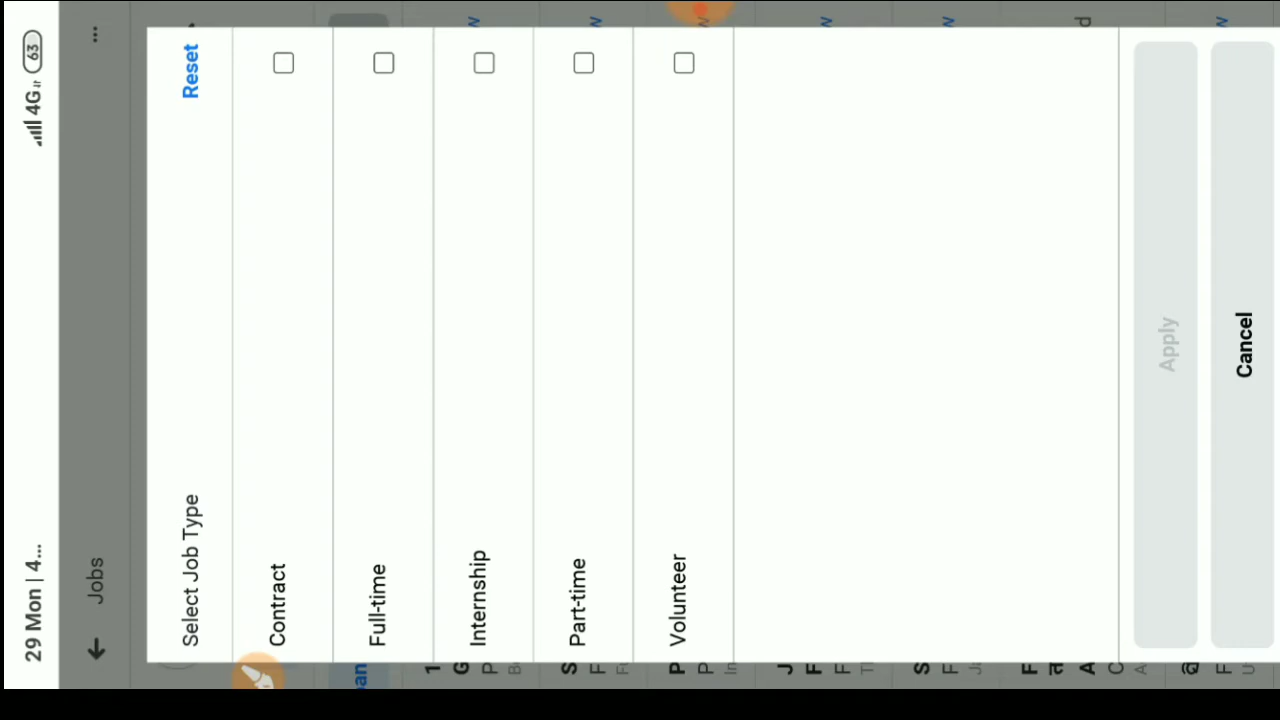 29 Mon | 4...
4G
63
Jobs
Select Job Type
Reset
Contract
Full-time
Internship
Part-time
Volunteer
Apply
Cancel